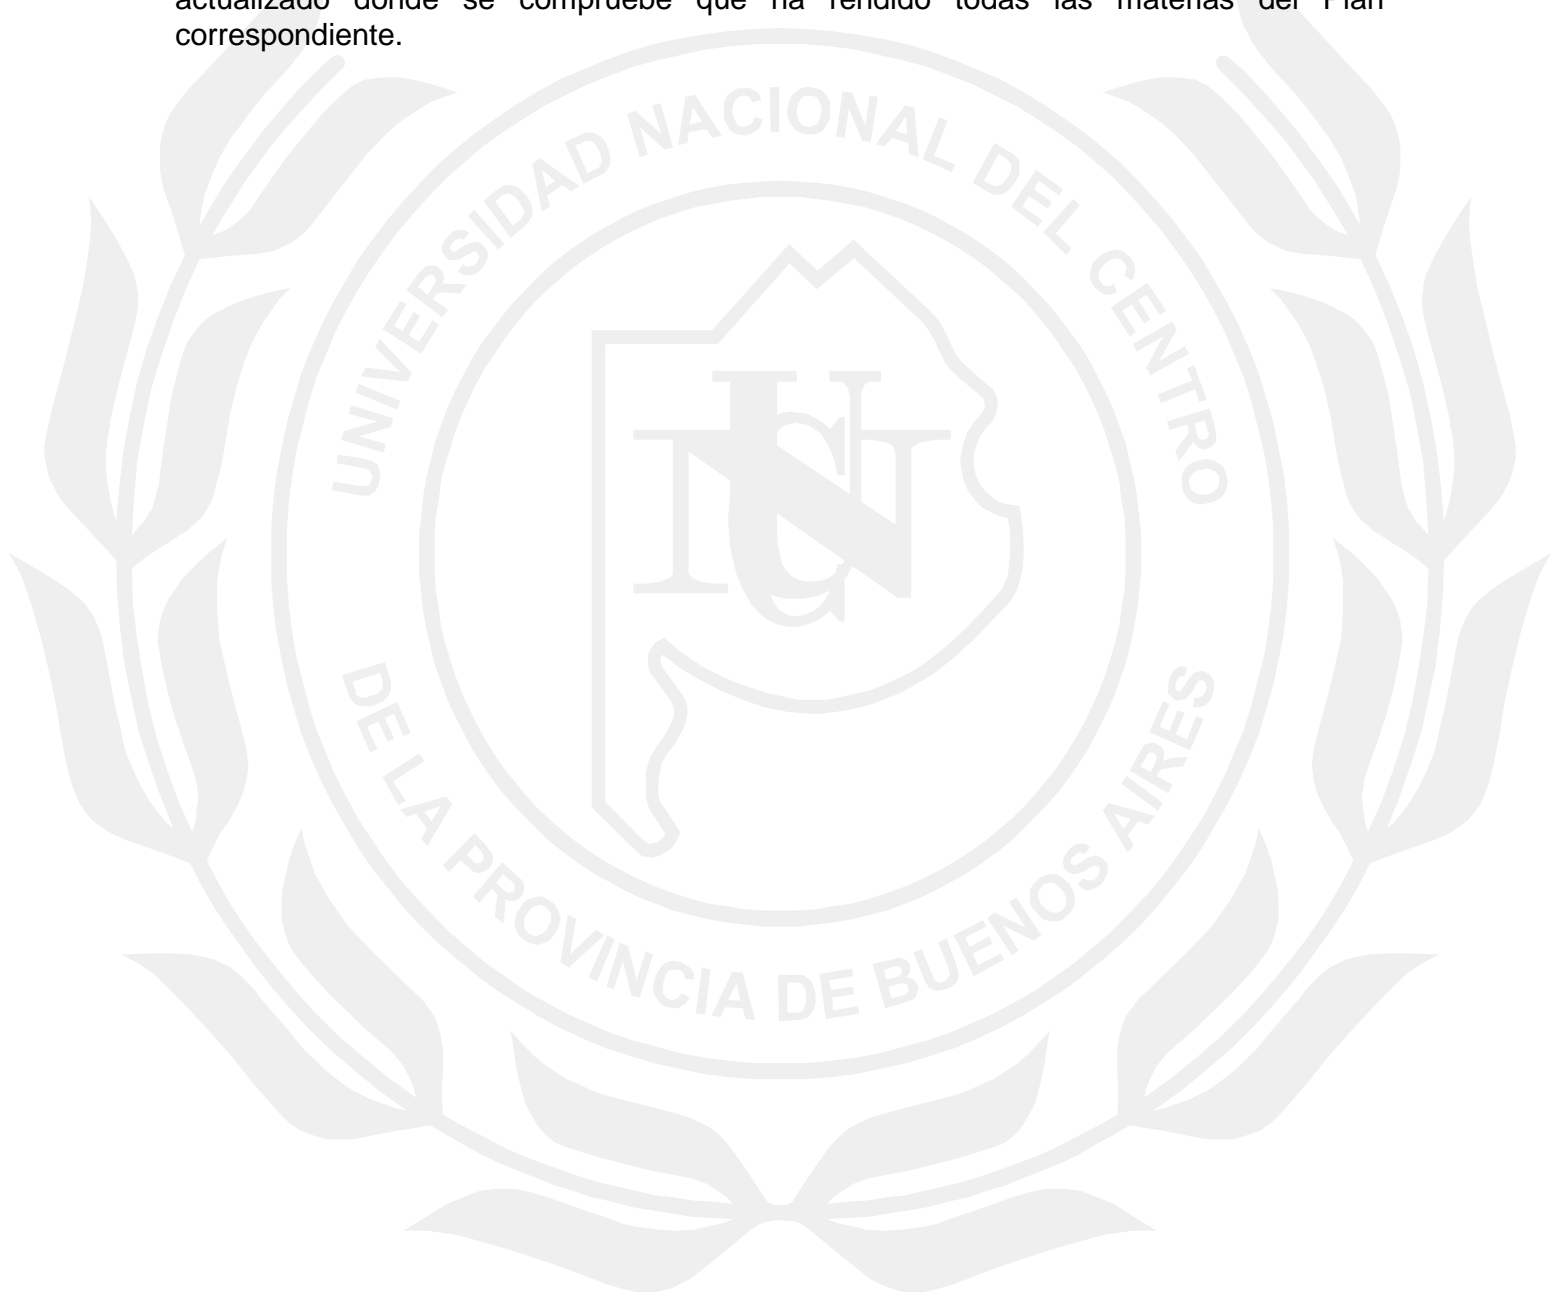 actualizado donde se compruebe que ha rendido todas las materias del Plan
correspondiente.
UNIVERSIDAD NACIONAL DEL CENTRO
DE LA PROVINCIA DE BUENOS AIRES
UNC